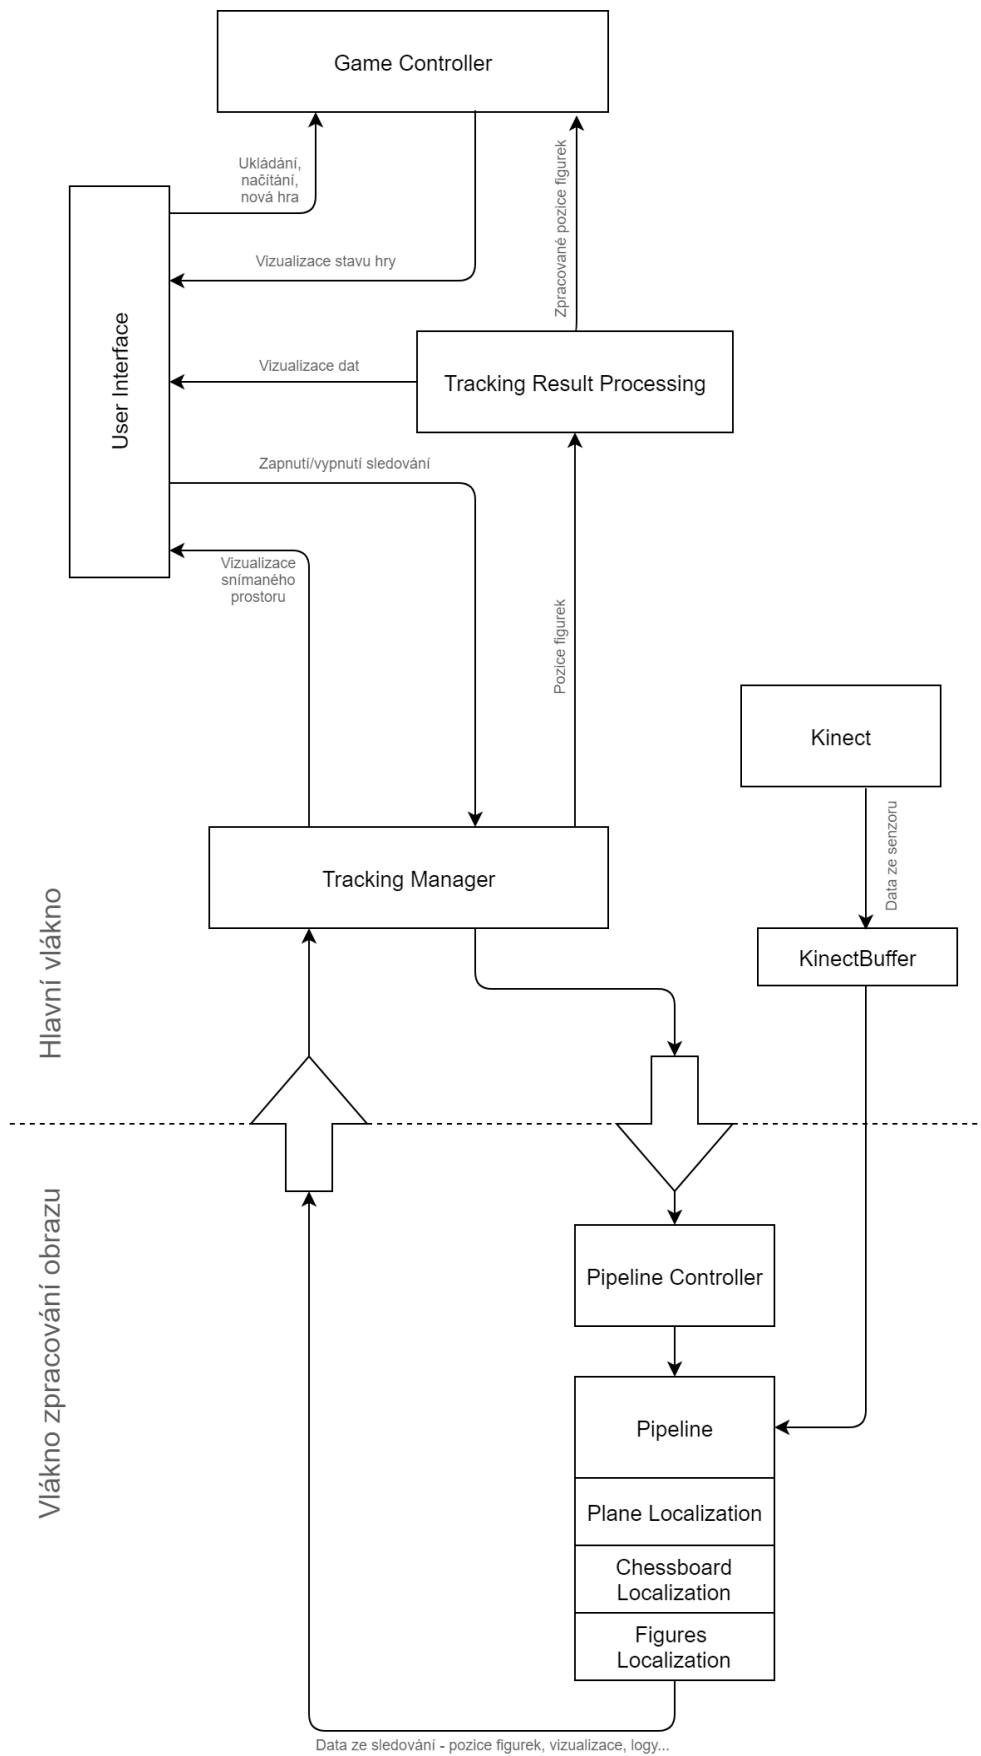 Game Controller
Ukládání,
načítání,
nová hra
Zpracované pozice figurek
Vizualizace stavu hry
User Interface
Vizualizace dat
Tracking Result Processing
Zapnutí/vypnutí sledování
Vizualizace
snímaného
prostoru
Pozice figurek
Kinect
Data ze senzoru
Tracking Manager
KinectBuffer
Hlavní vlákno
Vlákno zpracování obrazu
Pipeline Controller
Pipeline
Plane Localization
Chessboard
Localization
Figures
Localization
Data ze sledování - pozice figurek, vizualizace, logy...